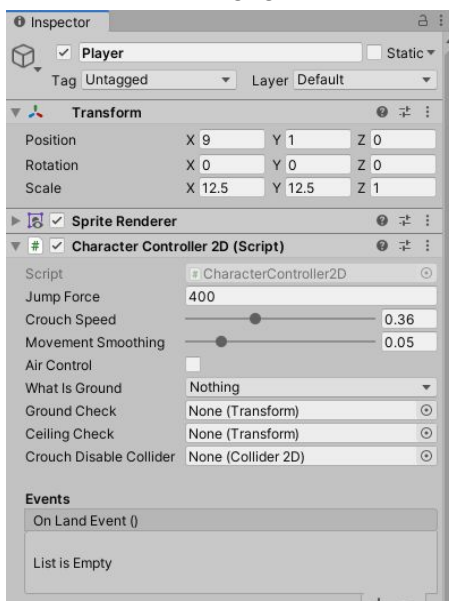 Inspector
Player
Static
Tag Untagged Layer Default
Transform
Position X 9 Y 1 Z 0
Rotation X 0 Y 0 Z 0
Scale X 12.5 Y 12.5 Z 1
Sprite Renderer
# Character Controller 2D (Script)
Script # CharacterController2D
Jump Force 400
Crouch Speed 0.36
Movement Smoothing 0.05
Air Control
What Is Ground Nothing
Ground Check None (Transform)
Ceiling Check None (Transform)
Crouch Disable Collider None (Collider 2D)
Events
On Land Event ()
List is Empty